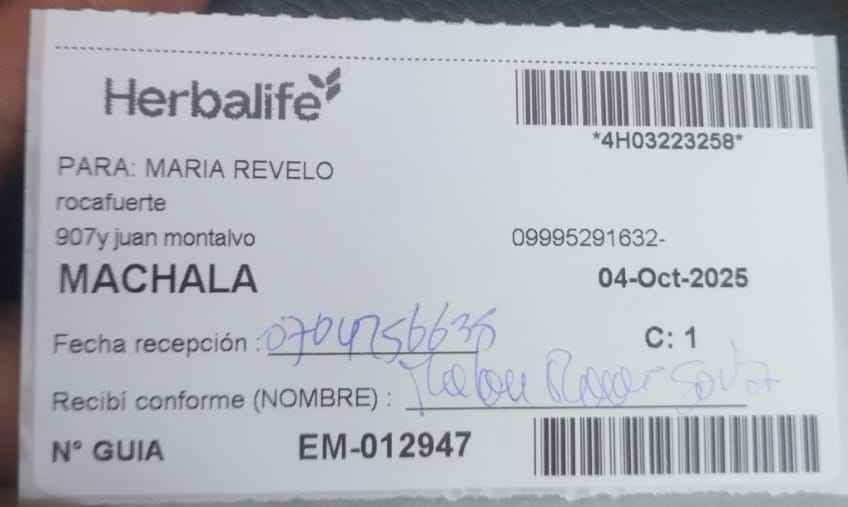 Herbalife
*4H03223258*
PARA: MARIA REVELO
rocafuerte
907y juan montalvo 09995291632-
MACHALA 04-Oct-2025
Fecha recepción : 0704756635 C: 1
Recibí conforme (NOMBRE) :
N° GUIA EM-012947